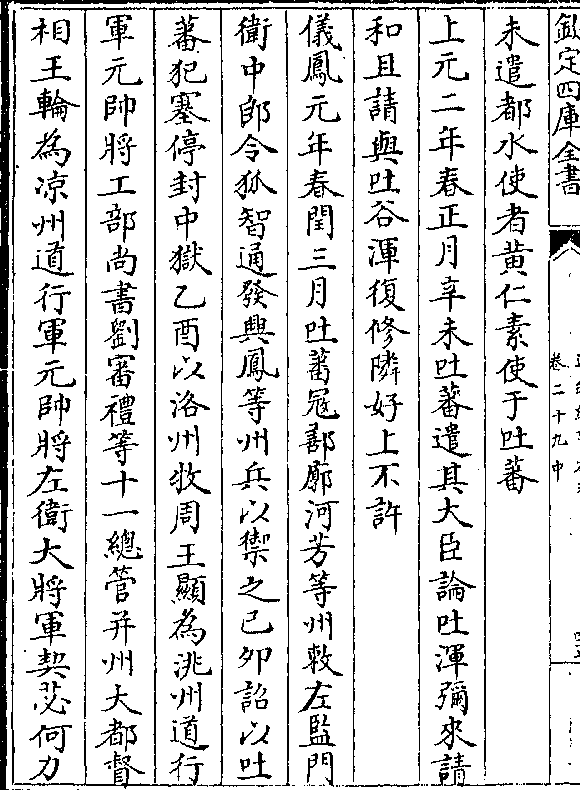 欽定四庫全書
卷二十九中
未遣都水使者黄仁素使于吐蕃
上元二年春正月辛未吐蕃遣其大臣論吐渾彌來請
和且請與吐谷渾復修隣好上不許
儀鳳元年春閏三月吐蕃冦鄯廓河芳等州敕左監門
衛中郎令狐智通發興鳳等州兵以禦之己夘詔以吐
蕃犯塞停封中嶽乙酉以洛州牧周王顯為洮州道行
軍元帥將工部尚書劉審禮等十一總管并州大都督
相王輪為凉州道行軍元帥將左衛大將軍契苾何力